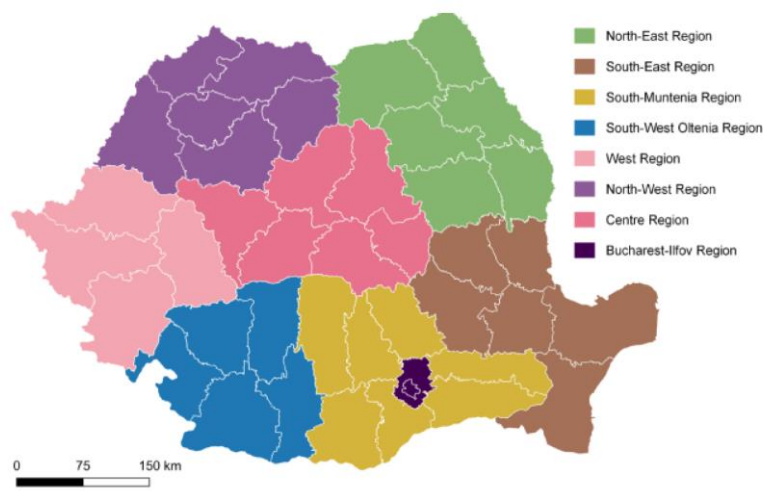 North-East Region
South-East Region
South-Muntenia Region
South-West Oltenia Region
West Region
North-West Region
Centre Region
Bucharest-Ilfov Region
0 75 150 km